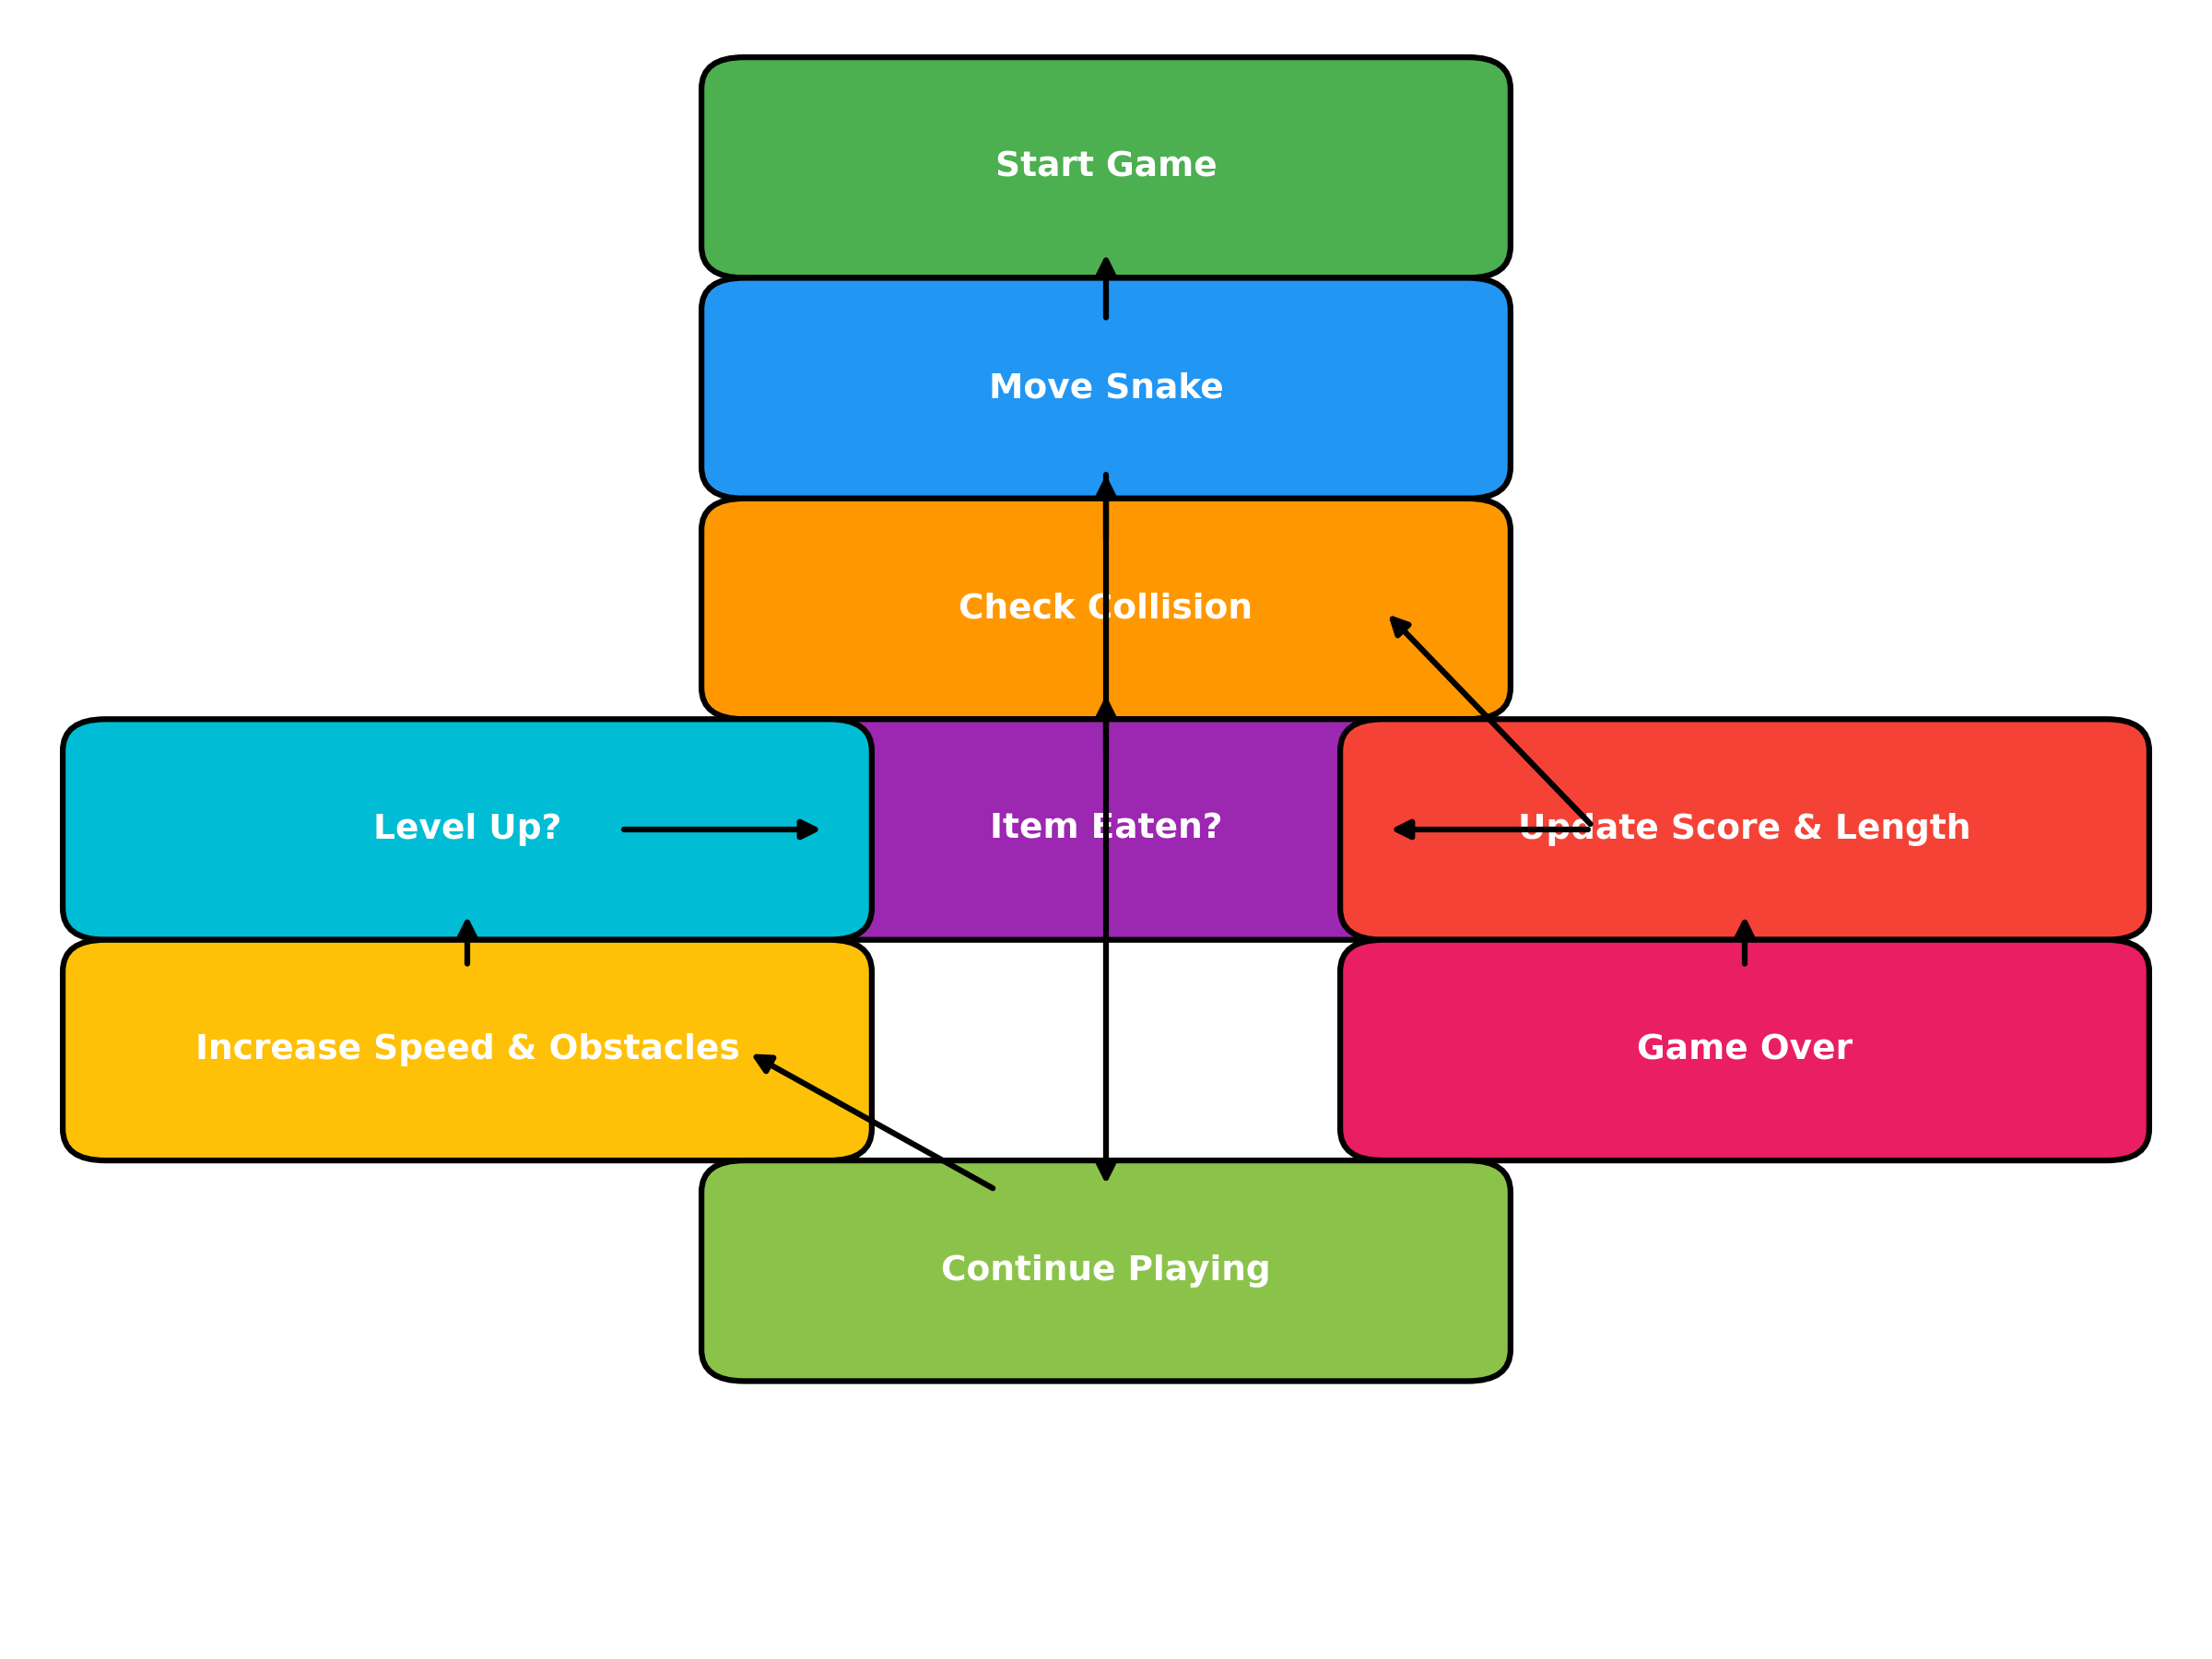 Start Game
Move Snake
Check Collision
Level Up?
Item Eaten?
Update Score & Length
Increase Speed & Obstacles
Game Over
Continue Playing